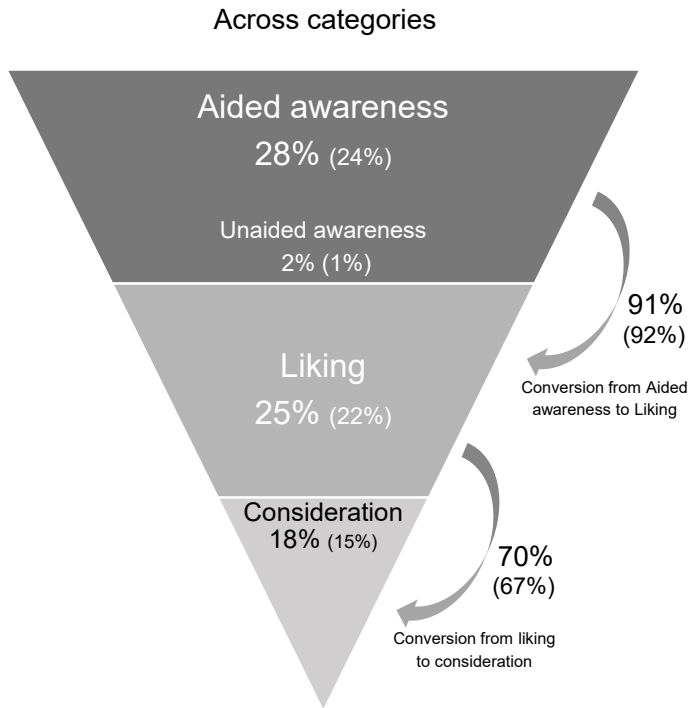 Across categories
Aided awareness
28% (24%)
Unaided awareness
2% (1%)
91%
(92%)
Conversion from Aided
awareness to Liking
Liking
25% (22%)
Consideration
18% (15%)
70%
(67%)
Conversion from liking
to consideration